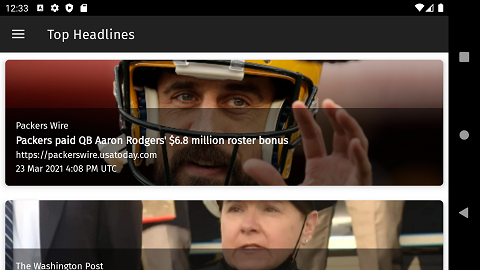 12:33
Top Headlines
Packers Wire
Packers paid QB Aaron Rodgers' $6.8 million roster bonus
https://packerswire.usatoday.com
23 Mar 2021 4:08 PM UTC
The Washington Post